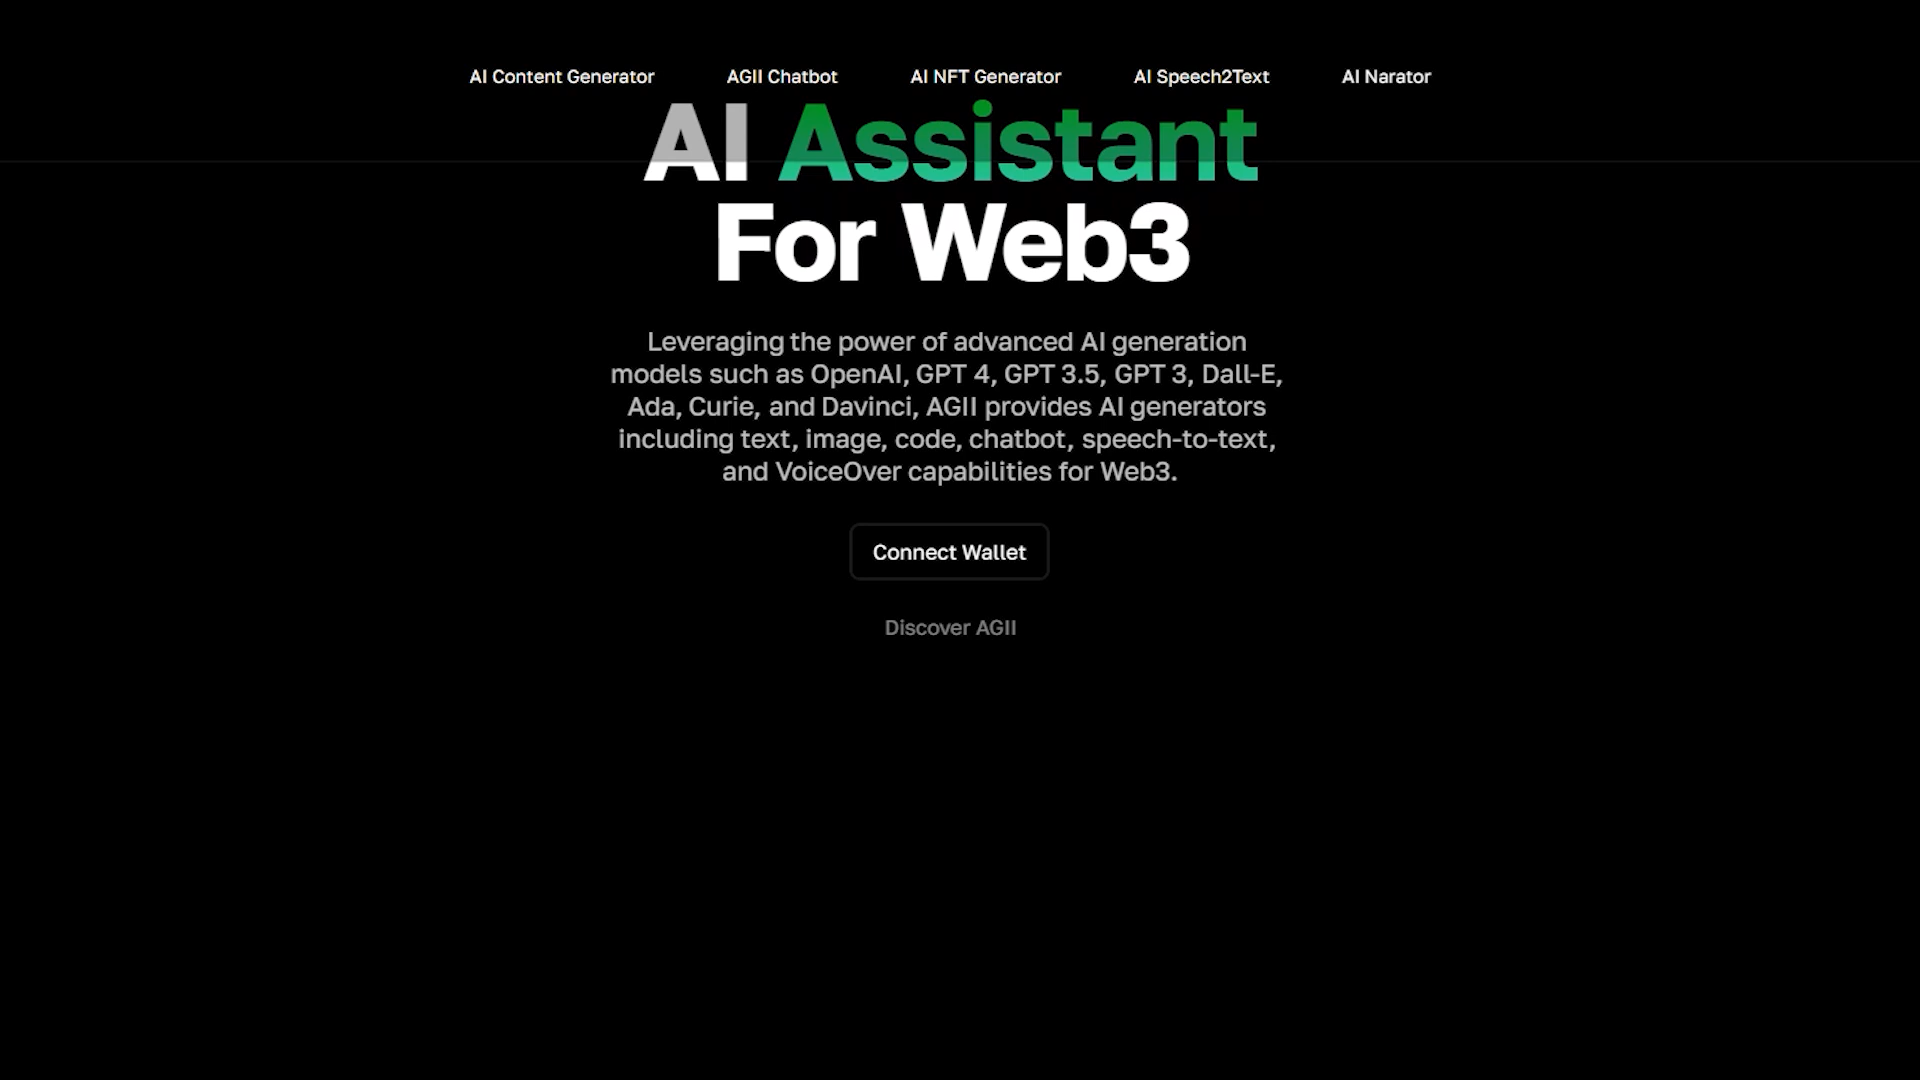 AI Content Generator AGII Chatbot AI NFT Generator AI Speech2Text AI Narator
AI Assistant
For Web3
Leveraging the power of advanced AI generation
models such as OpenAI, GPT 4, GPT 3.5, GPT 3, Dall-E,
Ada, Curie, and Davinci, AGII provides AI generators
including text, image, code, chatbot, speech-to-text,
and VoiceOver capabilities for Web3.
Connect Wallet
Discover AGII